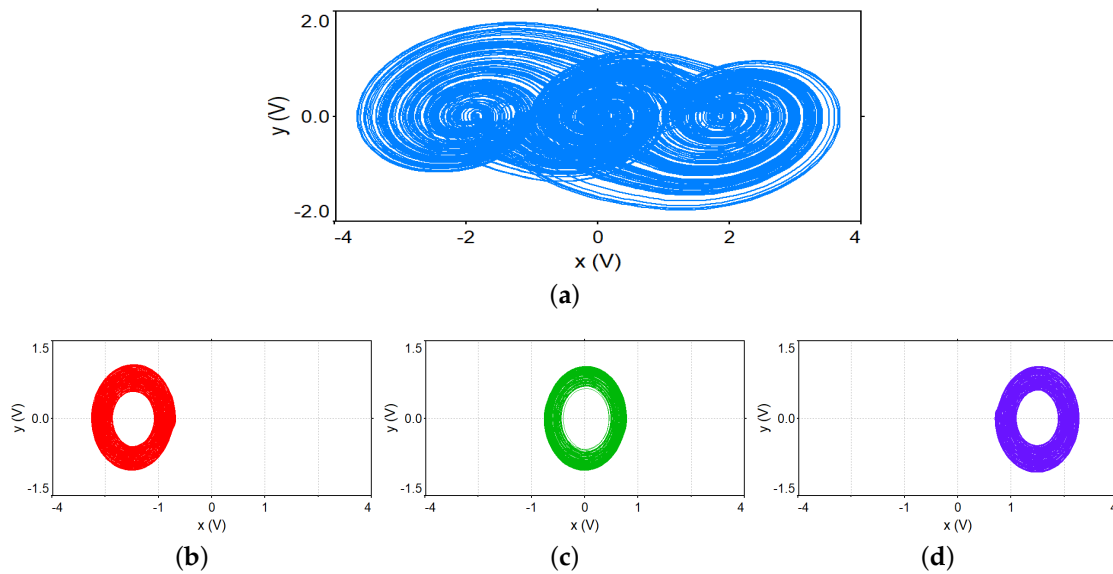 2.0
y (V)
0.0
-2.0
-4 -2 0 2 4
x (V)
(a)
1.5 1.5 1.5
y (V) y (V) y (V)
0.0 0.0 0.0
-1.5 -1.5 -1.5
-4 -1 0 1 4 -4 -1 0 1 4 -4 -1 0 1 4
x (V) x (V) x (V)
(b) (c) (d)